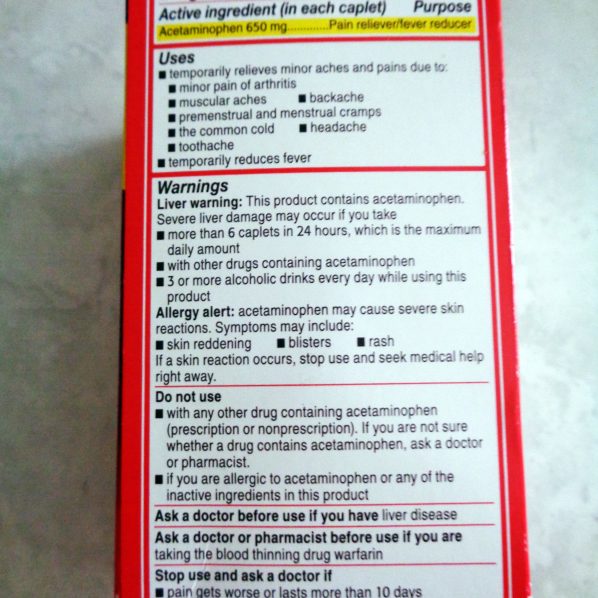 Active ingredient (in each caplet) Purpose
Acetaminophen 650 mg.............Pain reliever/fever reducer
Uses
■ temporarily relieves minor aches and pains due to:
■ minor pain of arthritis
■ muscular aches ■ backache
■ premenstrual and menstrual cramps
■ the common cold ■ headache
■ toothache
■ temporarily reduces fever
Warnings
Liver warning: This product contains acetaminophen.
Severe liver damage may occur if you take
■ more than 6 caplets in 24 hours, which is the maximum
daily amount
■ with other drugs containing acetaminophen
■ 3 or more alcoholic drinks every day while using this
product
Allergy alert: acetaminophen may cause severe skin
reactions. Symptoms may include:
■ skin reddening ■ blisters ■ rash
If a skin reaction occurs, stop use and seek medical help
right away.
Do not use
■ with any other drug containing acetaminophen
(prescription or nonprescription). If you are not sure
whether a drug contains acetaminophen, ask a doctor
or pharmacist.
■ if you are allergic to acetaminophen or any of the
inactive ingredients in this product
Ask a doctor before use if you have liver disease
Ask a doctor or pharmacist before use if you are
taking the blood thinning drug warfarin
Stop use and ask a doctor if
■ pain gets worse or lasts more than 10 days